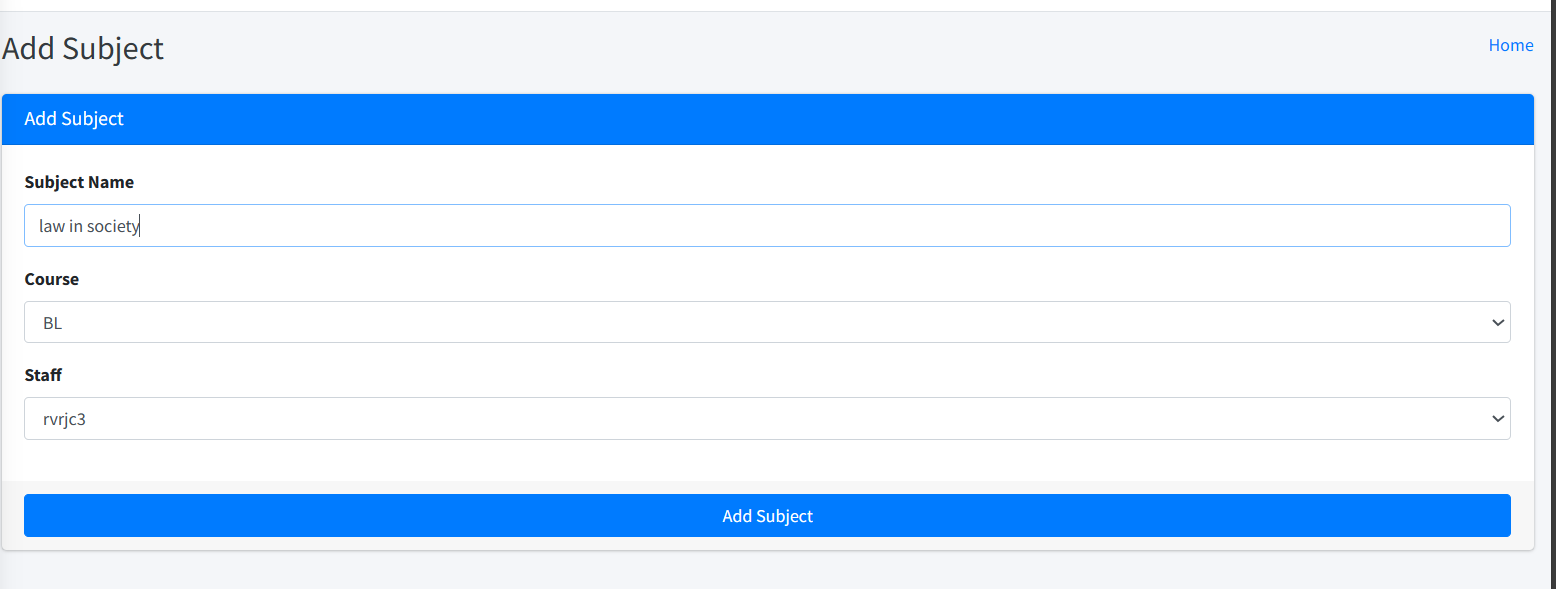 Add Subject
Home
Add Subject
Subject Name
law in society
Course
BL
Staff
rvrjc3
Add Subject